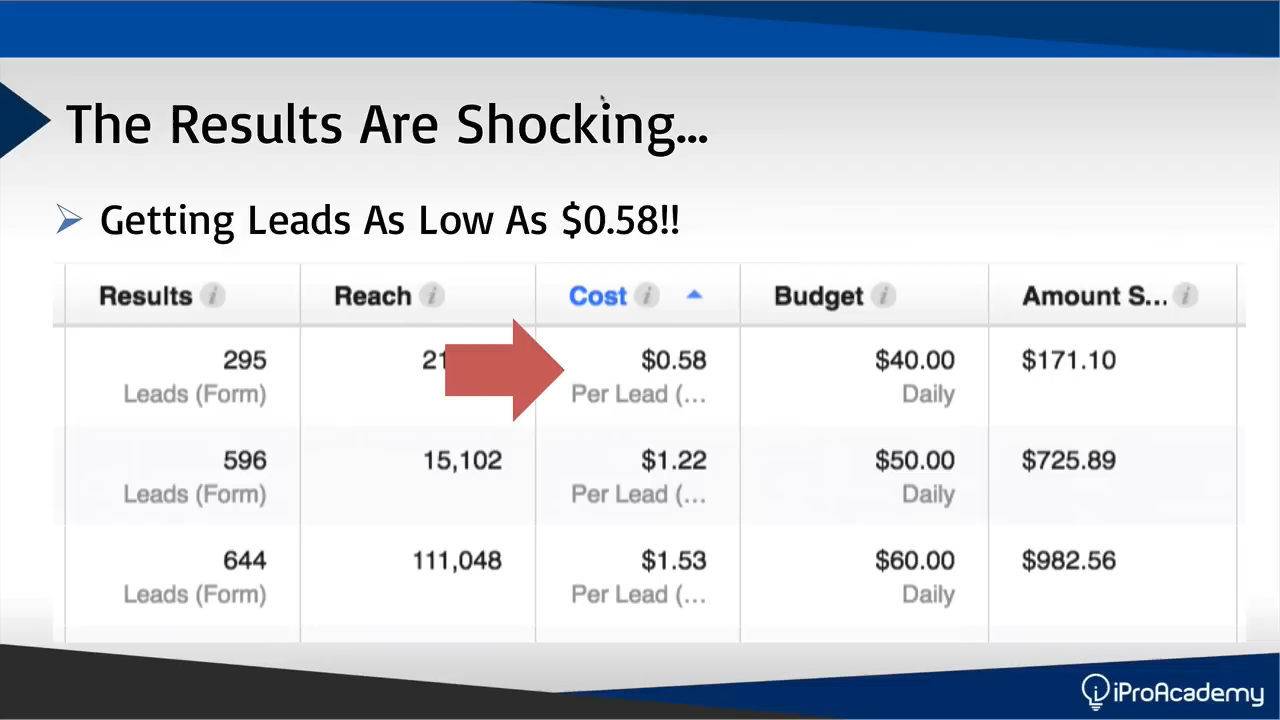 The Results Are Shocking...
Getting Leads As Low As $0.58!!
Results Reach Cost Budget Amount S...
295 $0.58 $40.00 $171.10
Leads (Form) Per Lead (... Daily
596 15,102 $1.22 $50.00 $725.89
Leads (Form) Per Lead (... Daily
644 111,048 $1.53 $60.00 $982.56
Leads (Form) Per Lead (... Daily
iProAcademy